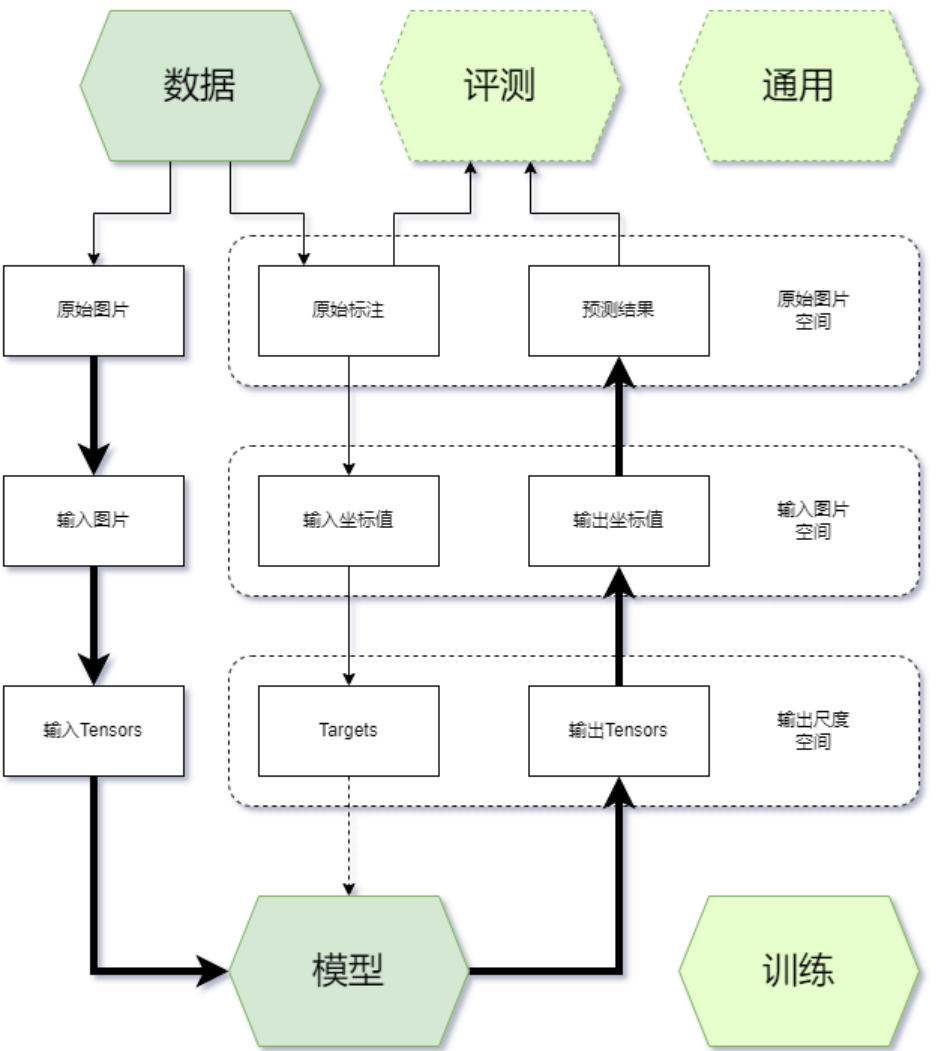 数据
评测
通用
原始图片
原始标注
预测结果
原始图片
空间
输入图片
输入坐标值
输出坐标值
输入图片
空间
输入Tensors
Targets
输出Tensors
输出尺度
空间
模型
训练